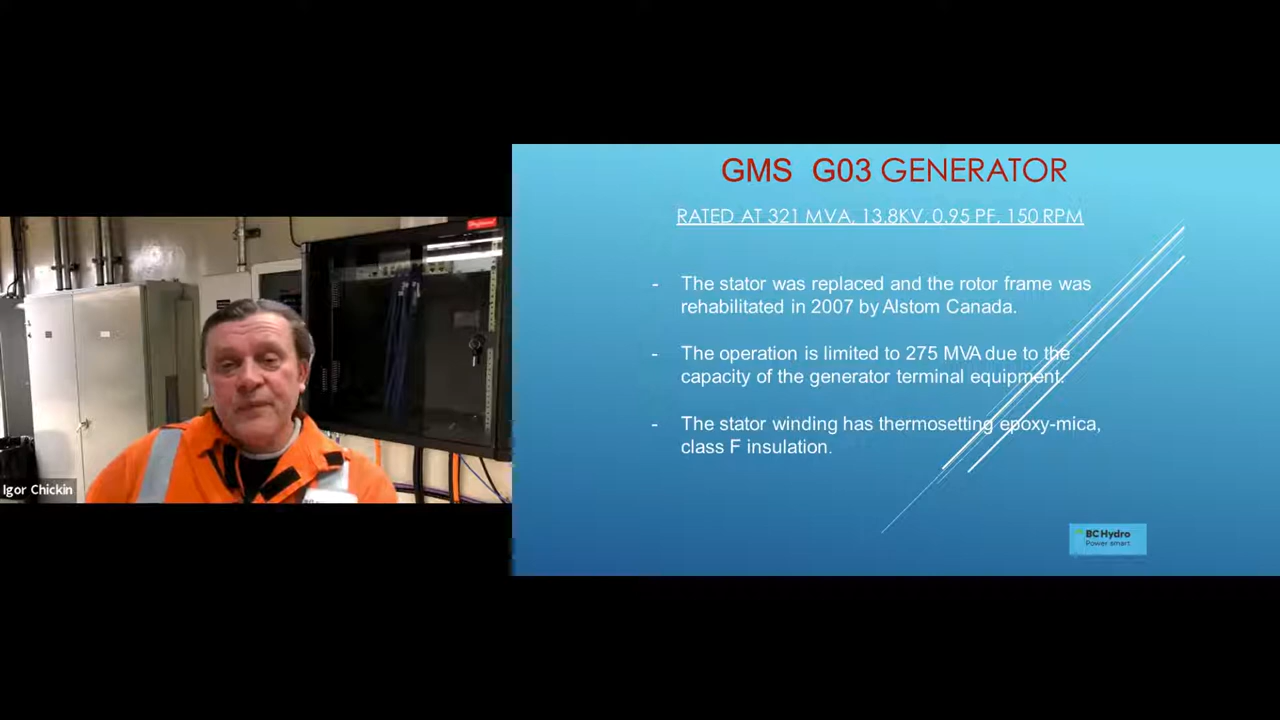 GMS G03 GENERATOR
RATED AT 321 MVA, 13.8KV, 0.95 PF, 150 RPM
- The stator was replaced and the rotor frame was
rehabilitated in 2007 by Alstom Canada.
- The operation is limited to 275 MVA due to the
capacity of the generator terminal equipment.
- The stator winding has thermosetting epoxy-mica,
class F insulation.
Igor Chickin
BC Hydro
Power smart